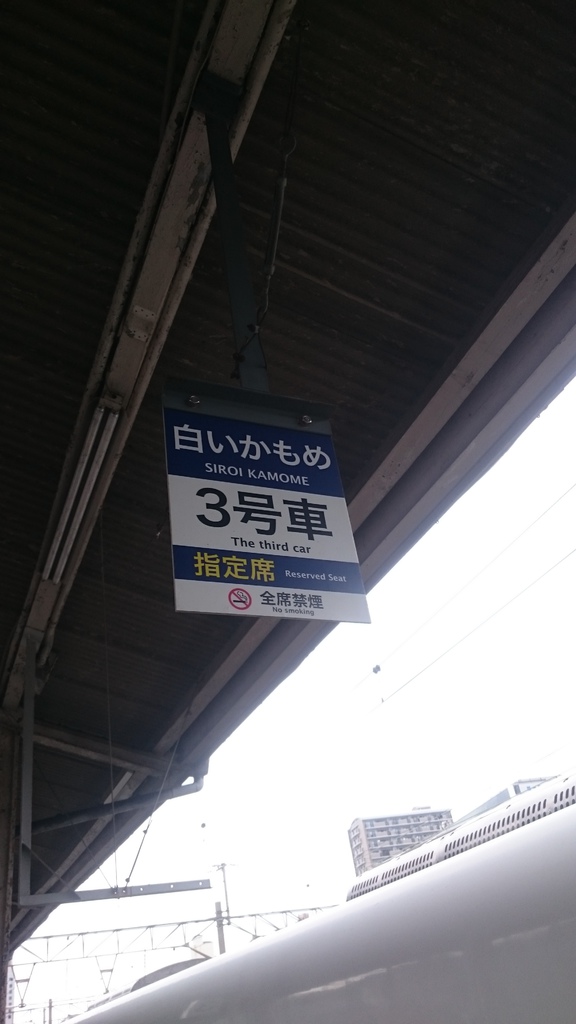 白いかもめ
SIROI KAMOME
3号車
The third car
指定席 Reserved Seat
全席禁煙
No smoking